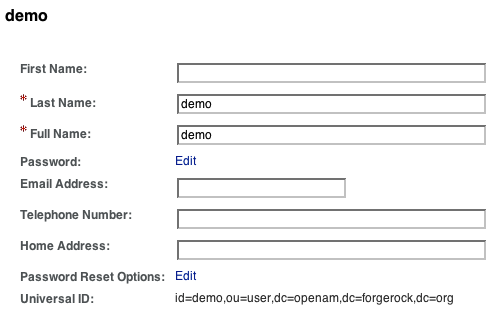 demo
First Name:
* Last Name: demo
* Full Name: demo
Password: Edit
Email Address:
Telephone Number:
Home Address:
Password Reset Options: Edit
Universal ID: id=demo,ou=user,dc=openam,dc=forgerock,dc=org